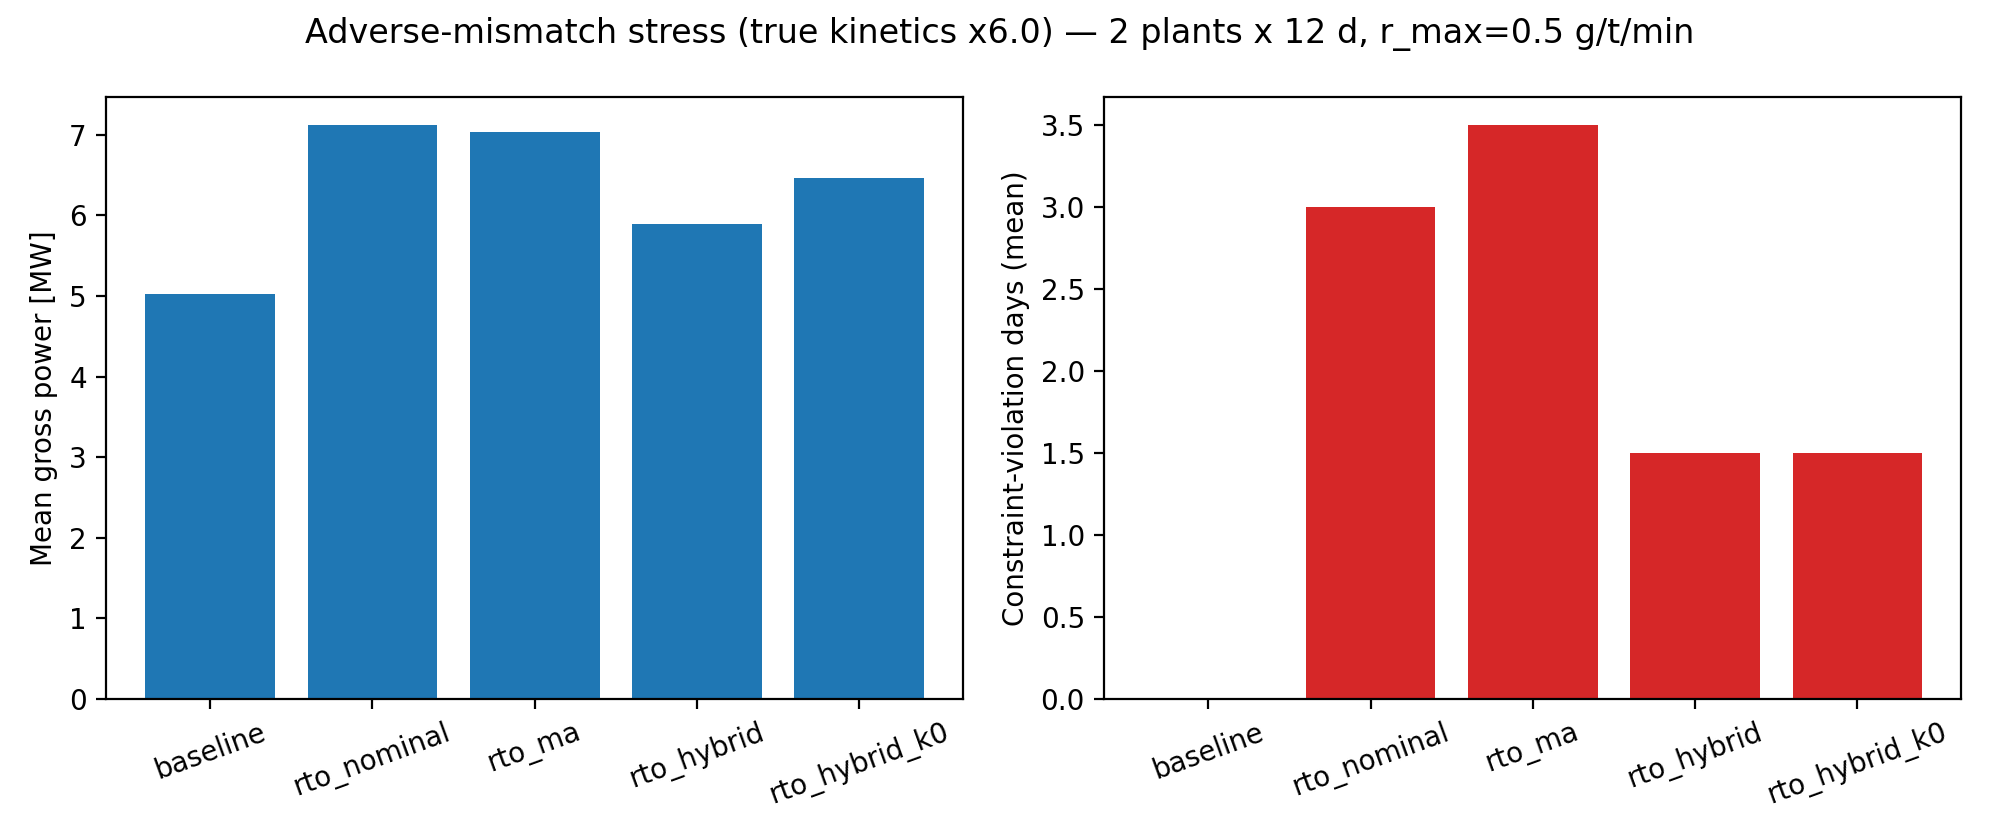 Adverse-mismatch stress (true kinetics x6.0) — 2 plants x 12 d, r_max=0.5 g/t/min
Mean gross power [MW]
7
6
5
4
3
2
1
0
baseline
rto_nominal
rto_ma
rto_hybrid
rto_hybrid_k0
Constraint-violation days (mean)
3.5
3.0
2.5
2.0
1.5
1.0
0.5
0.0
baseline
rto_nominal
rto_ma
rto_hybrid
rto_hybrid_k0